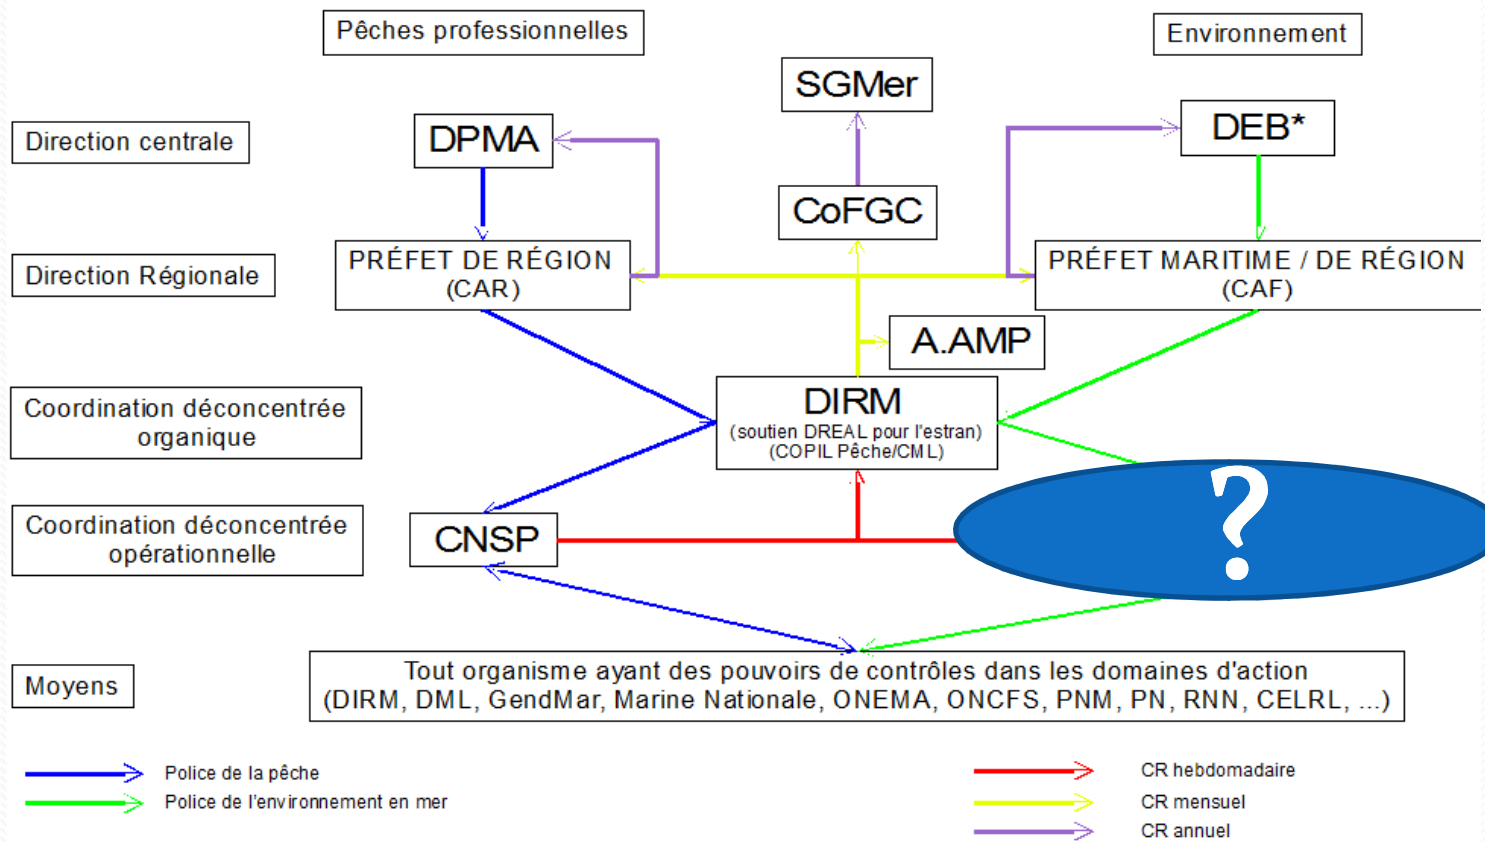 Pêches professionnelles
Environnement
SGMer
Direction centrale
DPMA
DEB*
CoFGC
Direction Régionale
PRÉFET DE RÉGION
(CAR)
PRÉFET MARITIME / DE RÉGION
(CAF)
A.AMP
Coordination déconcentrée
organique
DIRM
(soutien DREAL pour l'estran)
(COPIL Pêche/CML)
Coordination déconcentrée
opérationnelle
CNSP
?
Moyens
Tout organisme ayant des pouvoirs de contrôles dans les domaines d'action
(DIRM, DML, GendMar, Marine Nationale, ONEMA, ONCFS, PNM, PN, RNN, CELRL, ...)
Police de la pêche
Police de l'environnement en mer
CR hebdomadaire
CR mensuel
CR annuel